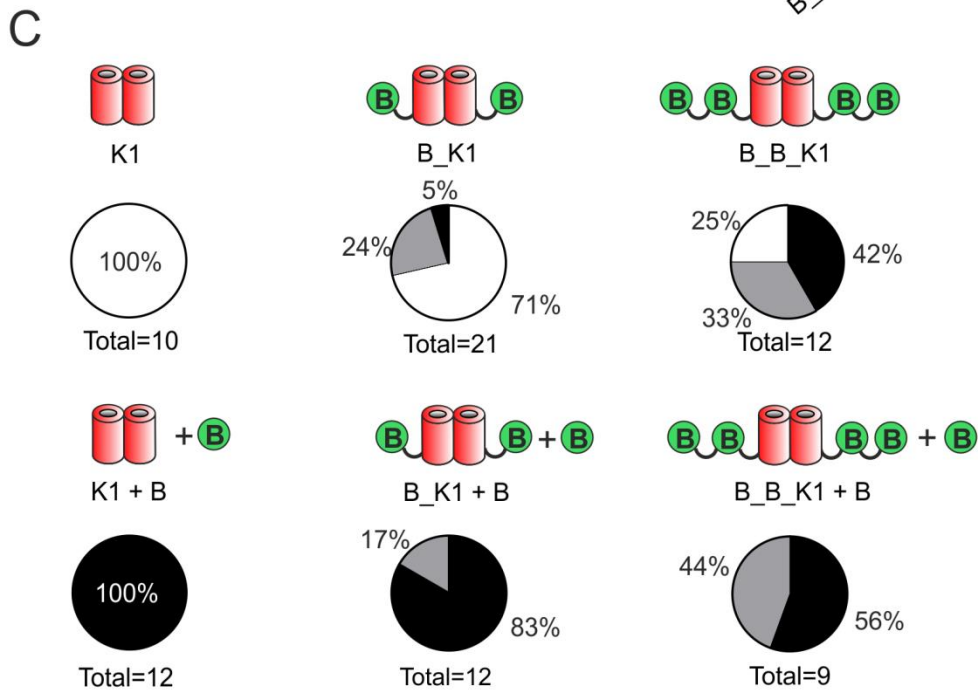 B_
C
B B B B B B
K1 B_K1 B_B_K1
5%
24% 25%
100% 42%
71% 33%
Total=10 Total=21 Total=12
+ B B B + B B B B B + B
K1 + B B_K1 + B B_B_K1 + B
17% 44%
100%
83% 56%
Total=12 Total=12 Total=9